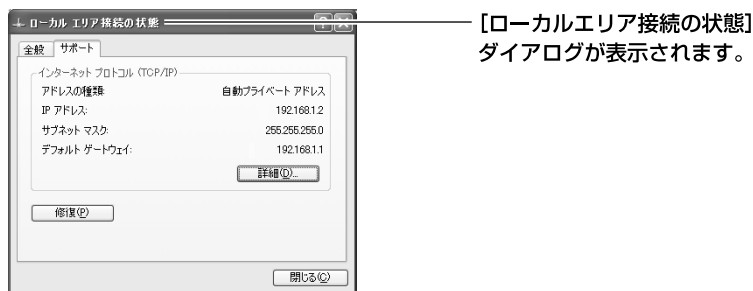 ローカル エリア接続の状態
[ローカルエリア接続の状態]
ダイアログが表示されます。
全般 サポート
インターネット プロトコル (TCP/IP)
アドレスの種類: 自動プライベート アドレス
IP アドレス: 192.168.1.2
サブネット マスク: 255.255.255.0
デフォルト ゲートウェイ: 192.168.1.1
詳細(D)...
修復(P)
閉じる(C)